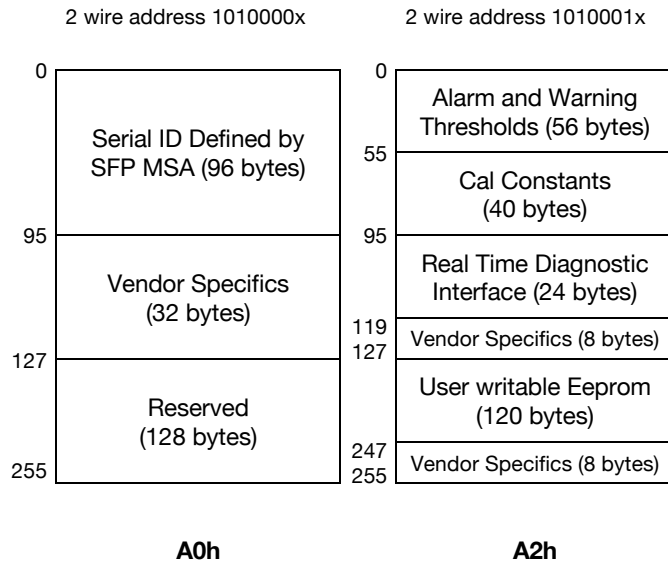 2 wire address 1010000x
0
Serial ID Defined by
SFP MSA (96 bytes)
95
Vendor Specifics
(32 bytes)
127
Reserved
(128 bytes)
255
A0h
2 wire address 1010001x
0
Alarm and Warning
Thresholds (56 bytes)
55
Cal Constants
(40 bytes)
95
Real Time Diagnostic
Interface (24 bytes)
119
Vendor Specifics (8 bytes)
127
User writable Eeprom
(120 bytes)
247
Vendor Specifics (8 bytes)
255
A2h